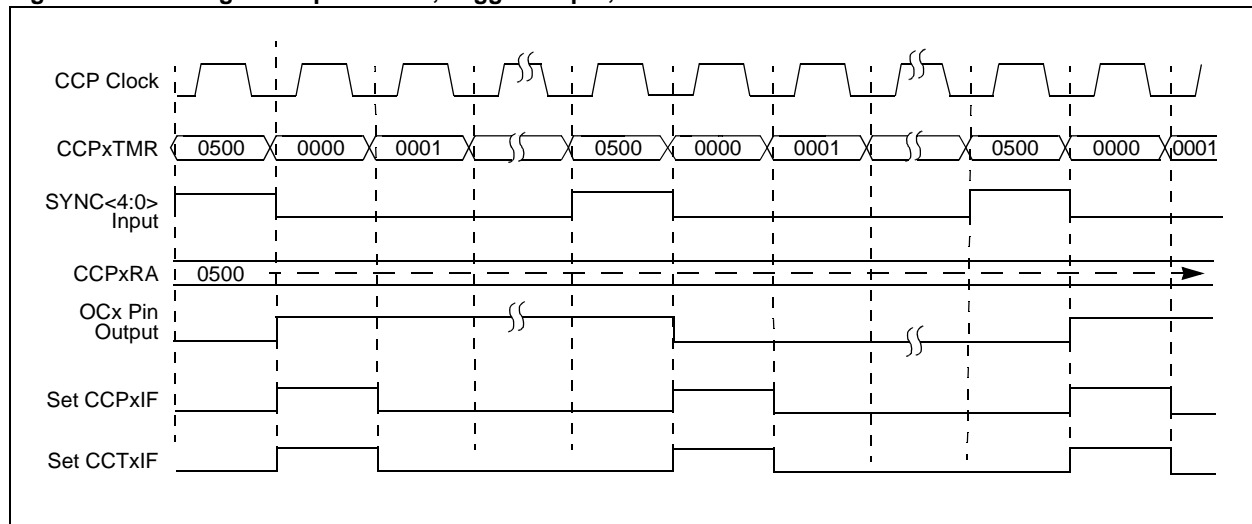 CCP Clock
CCPxTMR 0500 0000 0001 0500 0000 0001 0500 0000 0001
SYNC<4:0>
Input
CCPxRA 0500
OCx Pin
Output
Set CCPxIF
Set CCTxIF